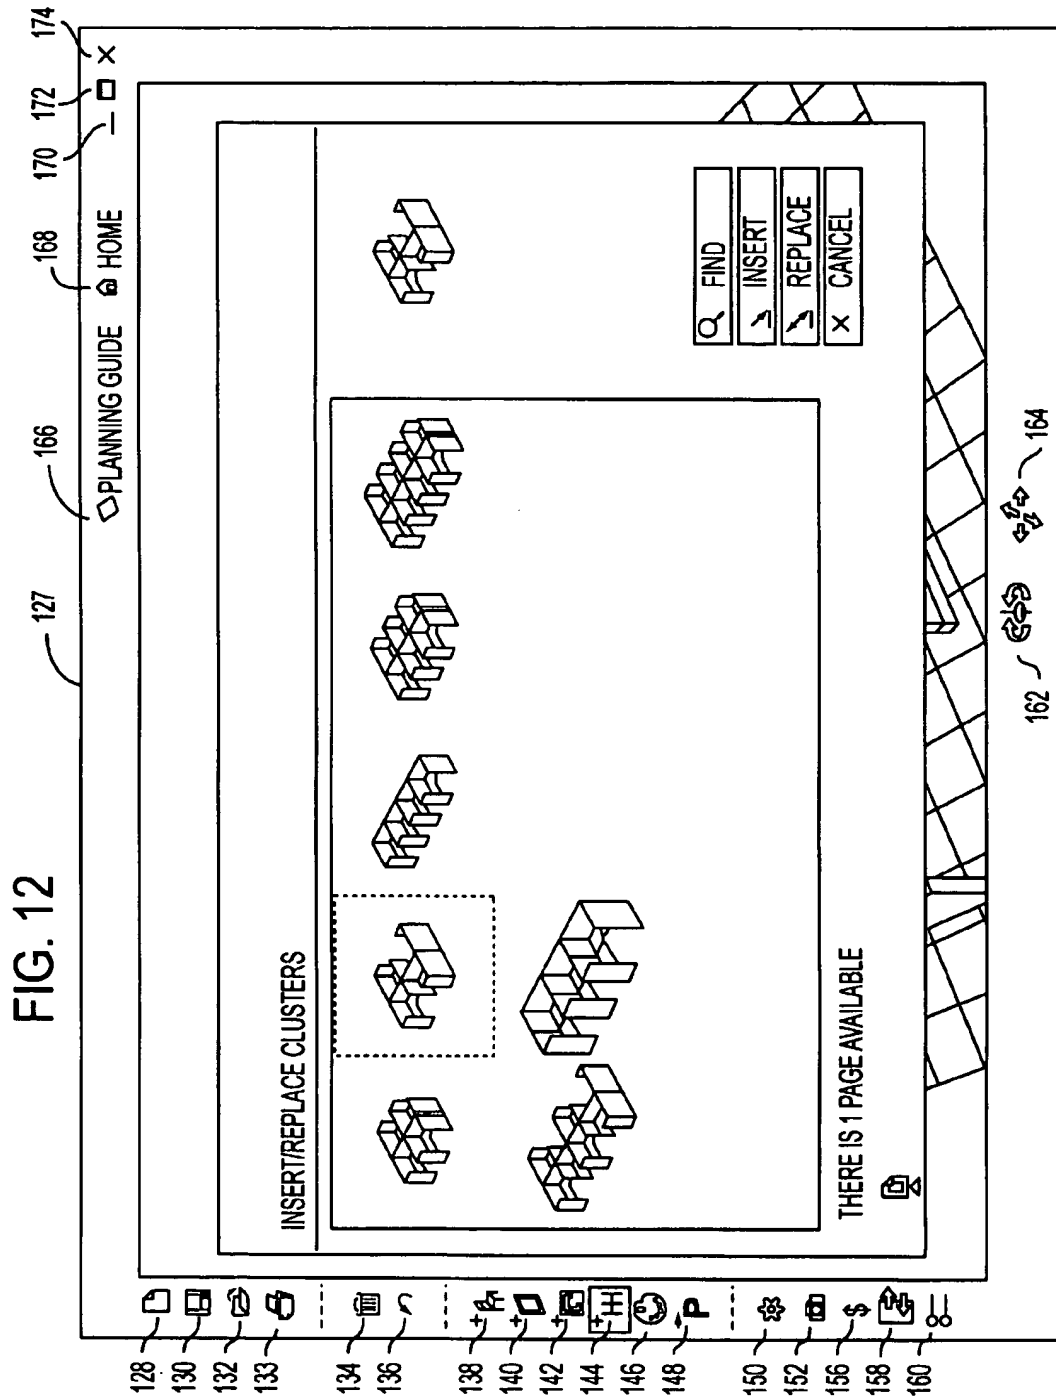 FIG. 12
127
166
168
170
172
174
PLANNING GUIDE
HOME
128
130
132
133
134
136
138
140
142
144
146
148
P
150
152
156
$
158
160
INSERT/REPLACE CLUSTERS
FIND
INSERT
REPLACE
X CANCEL
THERE IS 1 PAGE AVAILABLE
162
164